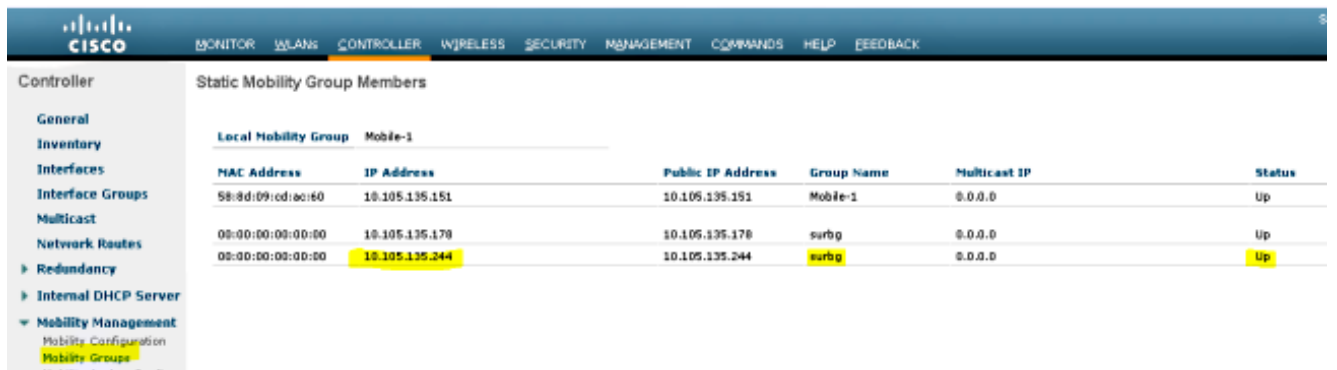 S
CISCO MONITOR WLANs CONTROLLER WIRELESS SECURITY MANAGEMENT COMMANDS HELP FEEDBACK
Controller
General
Inventory
Interfaces
Interface Groups
Multicast
Network Routes
Redundancy
Internal DHCP Server
Mobility Management
Mobility Configuration
Mobility Groups
Static Mobility Group Members
Local Mobility Group Mobile-1
MAC Address IP Address Public IP Address Group Name Multicast IP Status
58:8d:09:cd:ac:60 10.105.135.151 10.105.135.151 Mobile-1 0.0.0.0 Up
00:00:00:00:00:00 10.105.135.178 10.105.135.178 surbg 0.0.0.0 Up
00:00:00:00:00:00 10.105.135.244 10.105.135.244 surbg 0.0.0.0 Up